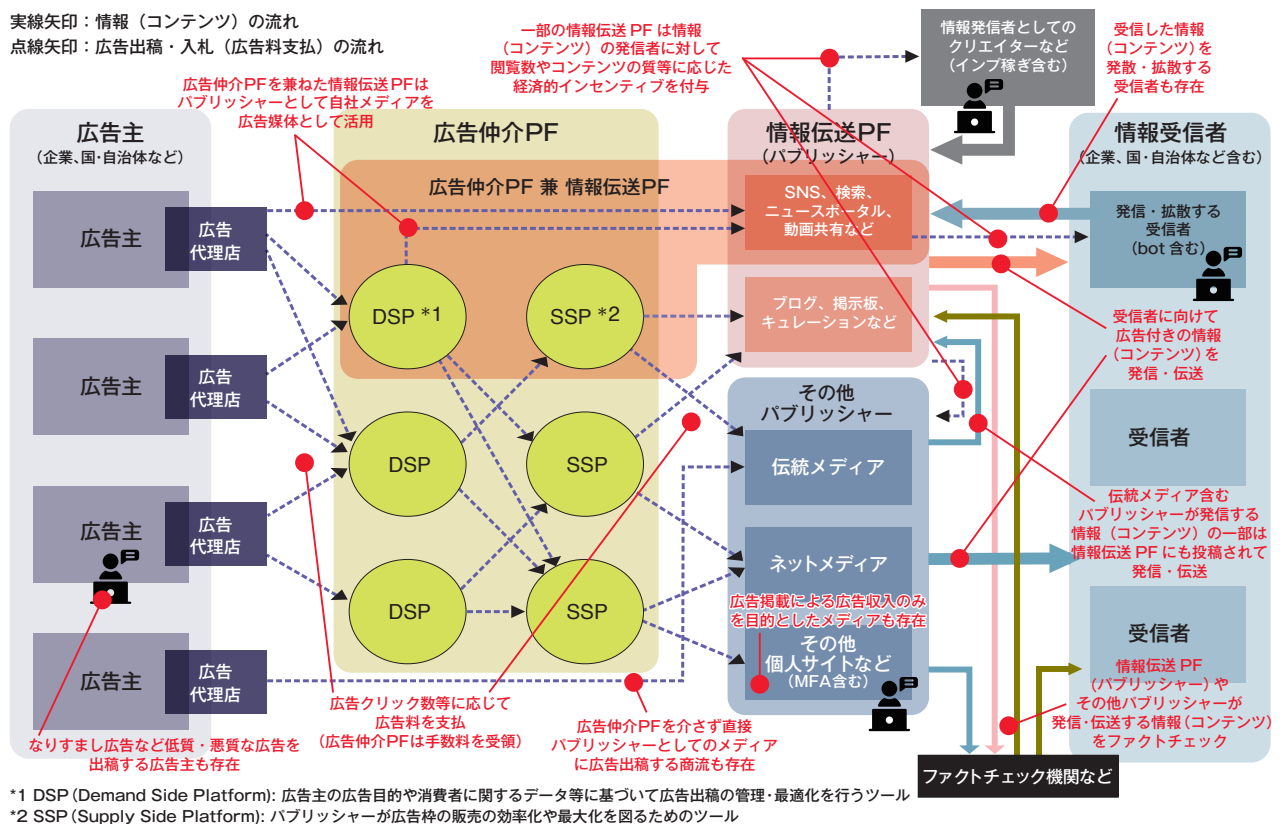 実線矢印：情報（コンテンツ）の流れ
点線矢印：広告出稿・入札（広告料支払）の流れ
広告仲介PFを兼ねた情報伝送PFは
パブリッシャーとして自社メディアを
広告媒体として活用
一部の情報伝送 PF は情報
（コンテンツ）の発信者に対して
閲覧数やコンテンツの質等に応じた
経済的インセンティブを付与
情報発信者としての
クリエイターなど
（インプ稼ぎ含む）
受信した情報
（コンテンツ）を
発散・拡散する
受信者も存在
広告主
（企業、国・自治体など）
広告主
広告
代理店
広告主
広告
代理店
広告主
広告
代理店
広告主
広告
代理店
なりすまし広告など低質・悪質な広告を
出稿する広告主も存在
広告仲介PF
広告仲介PF 兼 情報伝送PF
DSP *1
SSP *2
DSP
SSP
DSP
SSP
広告クリック数等に応じて
広告料を支払
（広告仲介PFは手数料を受領）
情報伝送PF
（パブリッシャー）
SNS、検索、
ニュースポータル、
動画共有など
ブログ、掲示板、
キュレーションなど
その他
パブリッシャー
伝統メディア
ネットメディア
広告掲載による広告収入のみ
を目的としたメディアも存在
その他
個人サイトなど
（MFA含む）
広告仲介PFを介さず直接
パブリッシャーとしてのメディア
に広告出稿する商流も存在
情報受信者
（企業、国・自治体など含む）
発信・拡散する
受信者
（bot 含む）
受信者に向けて
広告付きの情報
（コンテンツ）を
発信・伝送
受信者
伝統メディア含む
パブリッシャーが発信する
情報（コンテンツ）の一部は
情報伝送 PF にも投稿されて
発信・伝送
受信者
情報伝送 PF
（パブリッシャー）や
その他パブリッシャーが
発信・伝送する情報（コンテンツ）
をファクトチェック
ファクトチェック機関など
*1 DSP（Demand Side Platform）: 広告主の広告目的や消費者に関するデータ等に基づいて広告出稿の管理・最適化を行うツール
*2 SSP（Supply Side Platform）: パブリッシャーが広告枠の販売の効率化や最大化を図るためのツール